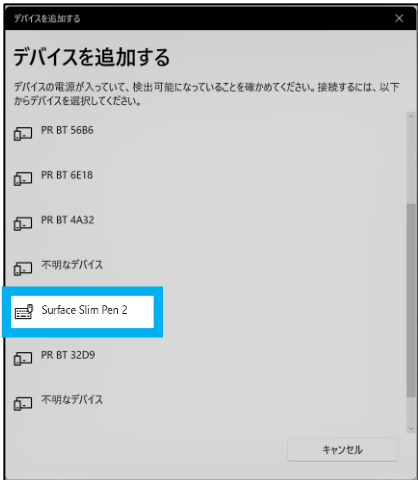 デバイスを追加する
デバイスを追加する
デバイスの電源が入っていて、検出可能になっていることを確かめてください。接続するには、以下
からデバイスを選択してください。
PR BT 56B6
PR BT 6E18
PR BT 4A32
不明なデバイス
Surface Slim Pen 2
PR BT 32D9
不明なデバイス
キャンセル